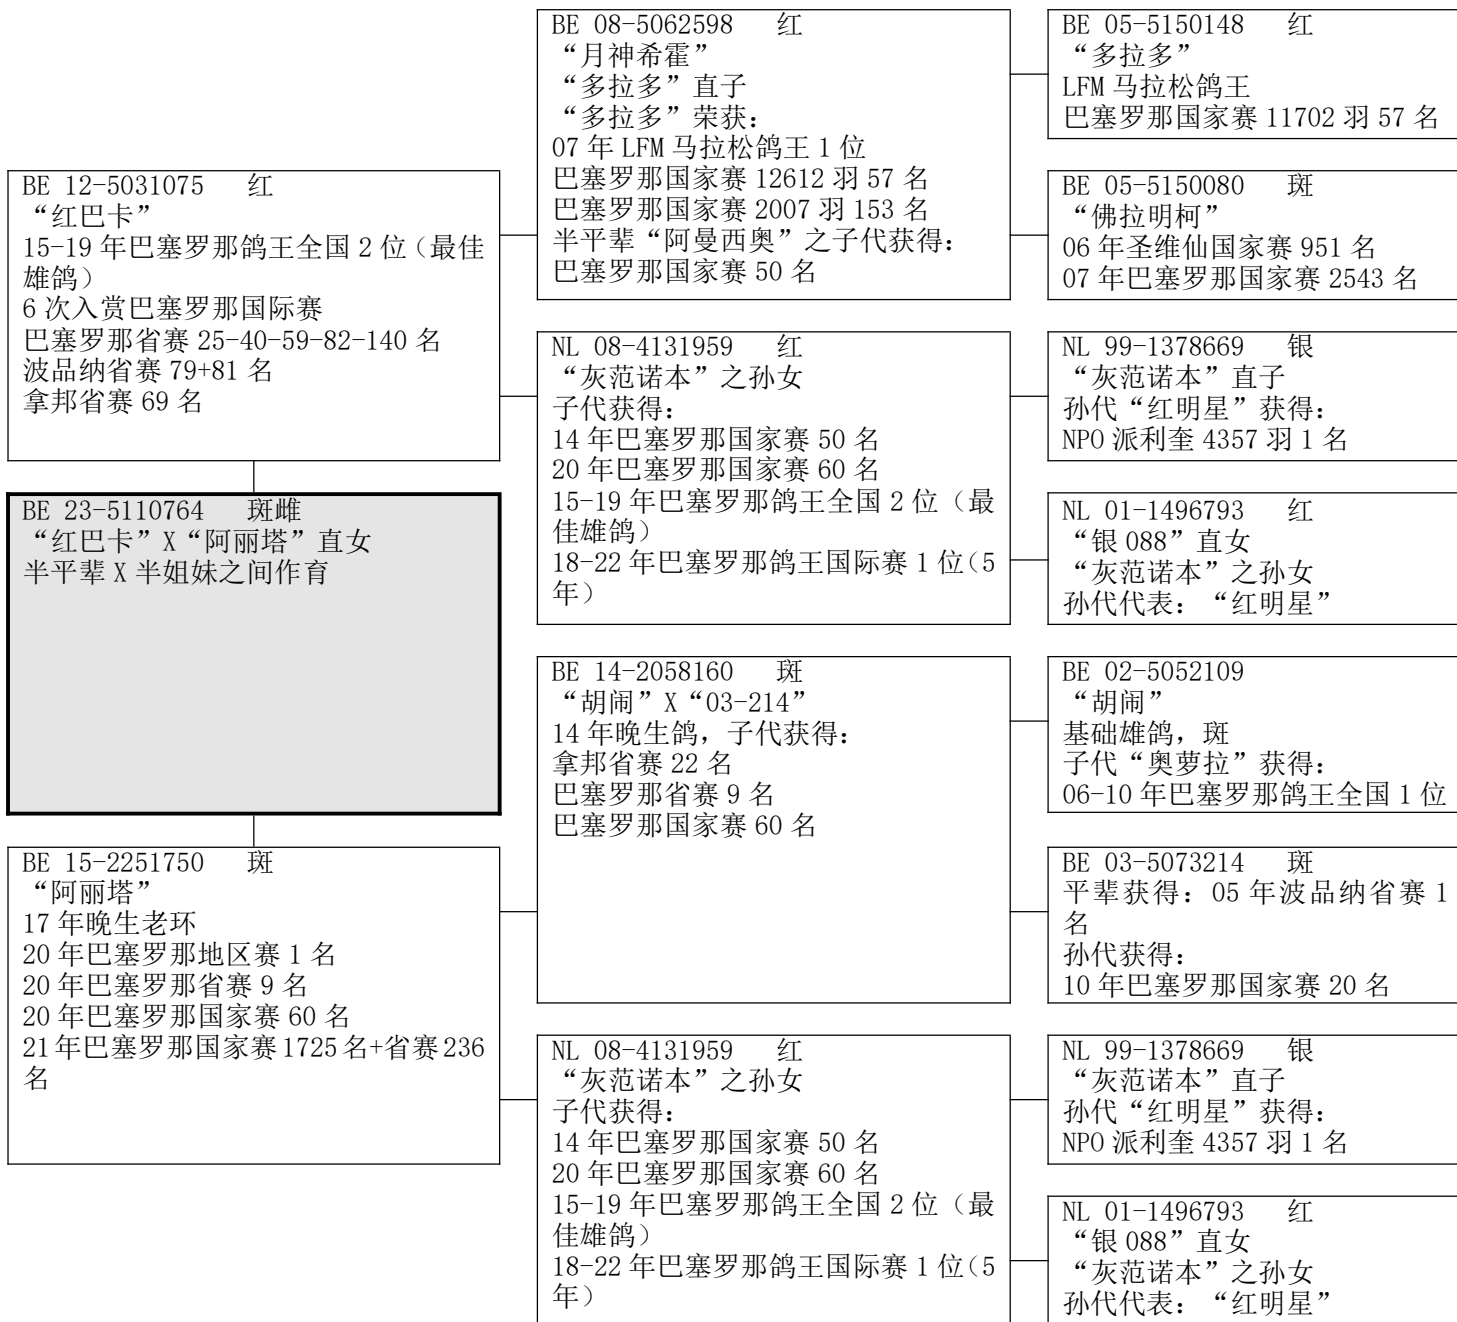 BE 12-5031075 红
“红巴卡”
15-19 年巴塞罗那鸽王全国 2 位（最佳
雄鸽）
6 次入赏巴塞罗那国际赛
巴塞罗那省赛 25-40-59-82-140 名
波品纳省赛 79+81 名
拿邦省赛 69 名
BE 23-5110764 斑雌
“红巴卡”X“阿丽塔”直女
半平辈 X 半姐妹之间作育
BE 15-2251750 斑
“阿丽塔”
17 年晚生老环
20 年巴塞罗那地区赛 1 名
20 年巴塞罗那省赛 9 名
20 年巴塞罗那国家赛 60 名
21 年巴塞罗那国家赛 1725 名+省赛 236
名
BE 08-5062598 红
“月神希霍”
“多拉多”直子
“多拉多”荣获：
07 年 LFM 马拉松鸽王 1 位
巴塞罗那国家赛 12612 羽 57 名
巴塞罗那国家赛 2007 羽 153 名
半平辈“阿曼西奥”之子代获得：
巴塞罗那国家赛 50 名
NL 08-4131959 红
“灰范诺本”之孙女
子代获得：
14 年巴塞罗那国家赛 50 名
20 年巴塞罗那国家赛 60 名
15-19 年巴塞罗那鸽王全国 2 位（最
佳雄鸽）
18-22 年巴塞罗那鸽王国际赛 1 位（5
年）
BE 14-2058160 斑
“胡闹”X“03-214”
14 年晚生鸽，子代获得：
拿邦省赛 22 名
巴塞罗那省赛 9 名
巴塞罗那国家赛 60 名
NL 08-4131959 红
“灰范诺本”之孙女
子代获得：
14 年巴塞罗那国家赛 50 名
20 年巴塞罗那国家赛 60 名
15-19 年巴塞罗那鸽王全国 2 位（最
佳雄鸽）
18-22 年巴塞罗那鸽王国际赛 1 位（5
年）
BE 05-5150148 红
“多拉多”
LFM 马拉松鸽王
巴塞罗那国家赛 11702 羽 57 名
BE 05-5150080 斑
“佛拉明柯”
06 年圣维仙国家赛 951 名
07 年巴塞罗那国家赛 2543 名
NL 99-1378669 银
“灰范诺本”直子
孙代“红明星”获得：
NPO 派利奎 4357 羽 1 名
NL 01-1496793 红
“银 088”直女
“灰范诺本”之孙女
孙代代表：“红明星”
BE 02-5052109
“胡闹”
基础雄鸽，斑
子代“奥萝拉”获得：
06-10 年巴塞罗那鸽王全国 1 位
BE 03-5073214 斑
平辈获得：05 年波品纳省赛 1
名
孙代获得：
10 年巴塞罗那国家赛 20 名
NL 99-1378669 银
“灰范诺本”直子
孙代“红明星”获得：
NPO 派利奎 4357 羽 1 名
NL 01-1496793 红
“银 088”直女
“灰范诺本”之孙女
孙代代表：“红明星”